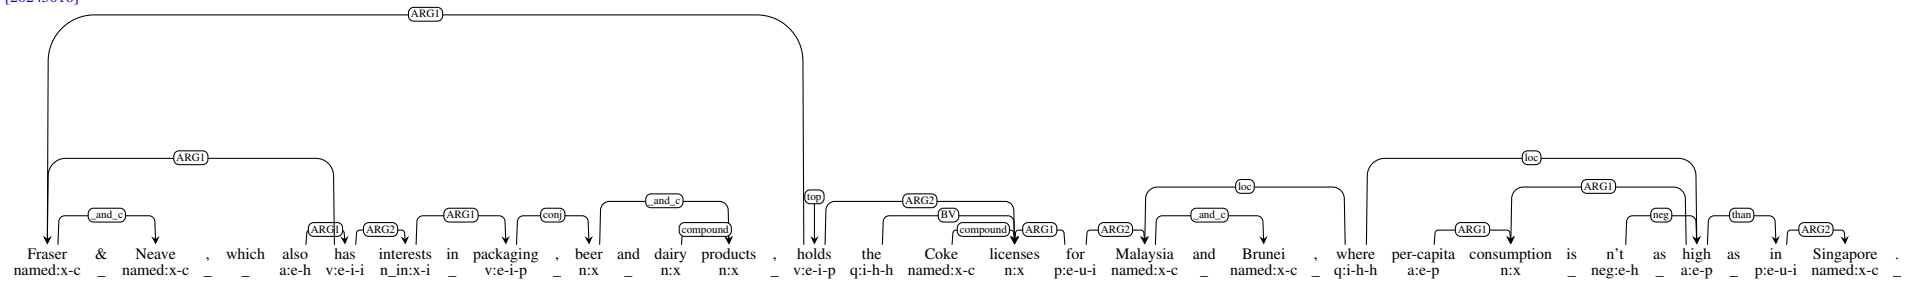 [20245010]
ARG1
ARG1 loc
top loc ARG1
_and_c ARG2
_and_c ARG1 conj BV _and_c neg than
ARG1 ARG2 compound compound ARG1 ARG2 ARG1 ARG2
Fraser & Neave , which also has interests in packaging , beer and dairy products , holds the Coke licenses for Malaysia and Brunei , where per-capita consumption is n't as high as in Singapore .
named:x-c _ named:x-c _ _ a:e-h v:e-i-i n_in:x-i _ v:e-i-p _ n:x _ n:x n:x _ v:e-i-p q:i-h-h named:x-c n:x p:e-u-i named:x-c _ named:x-c _ q:i-h-h a:e-p n:x _ neg:e-h _ a:e-p _ p:e-u-i named:x-c _